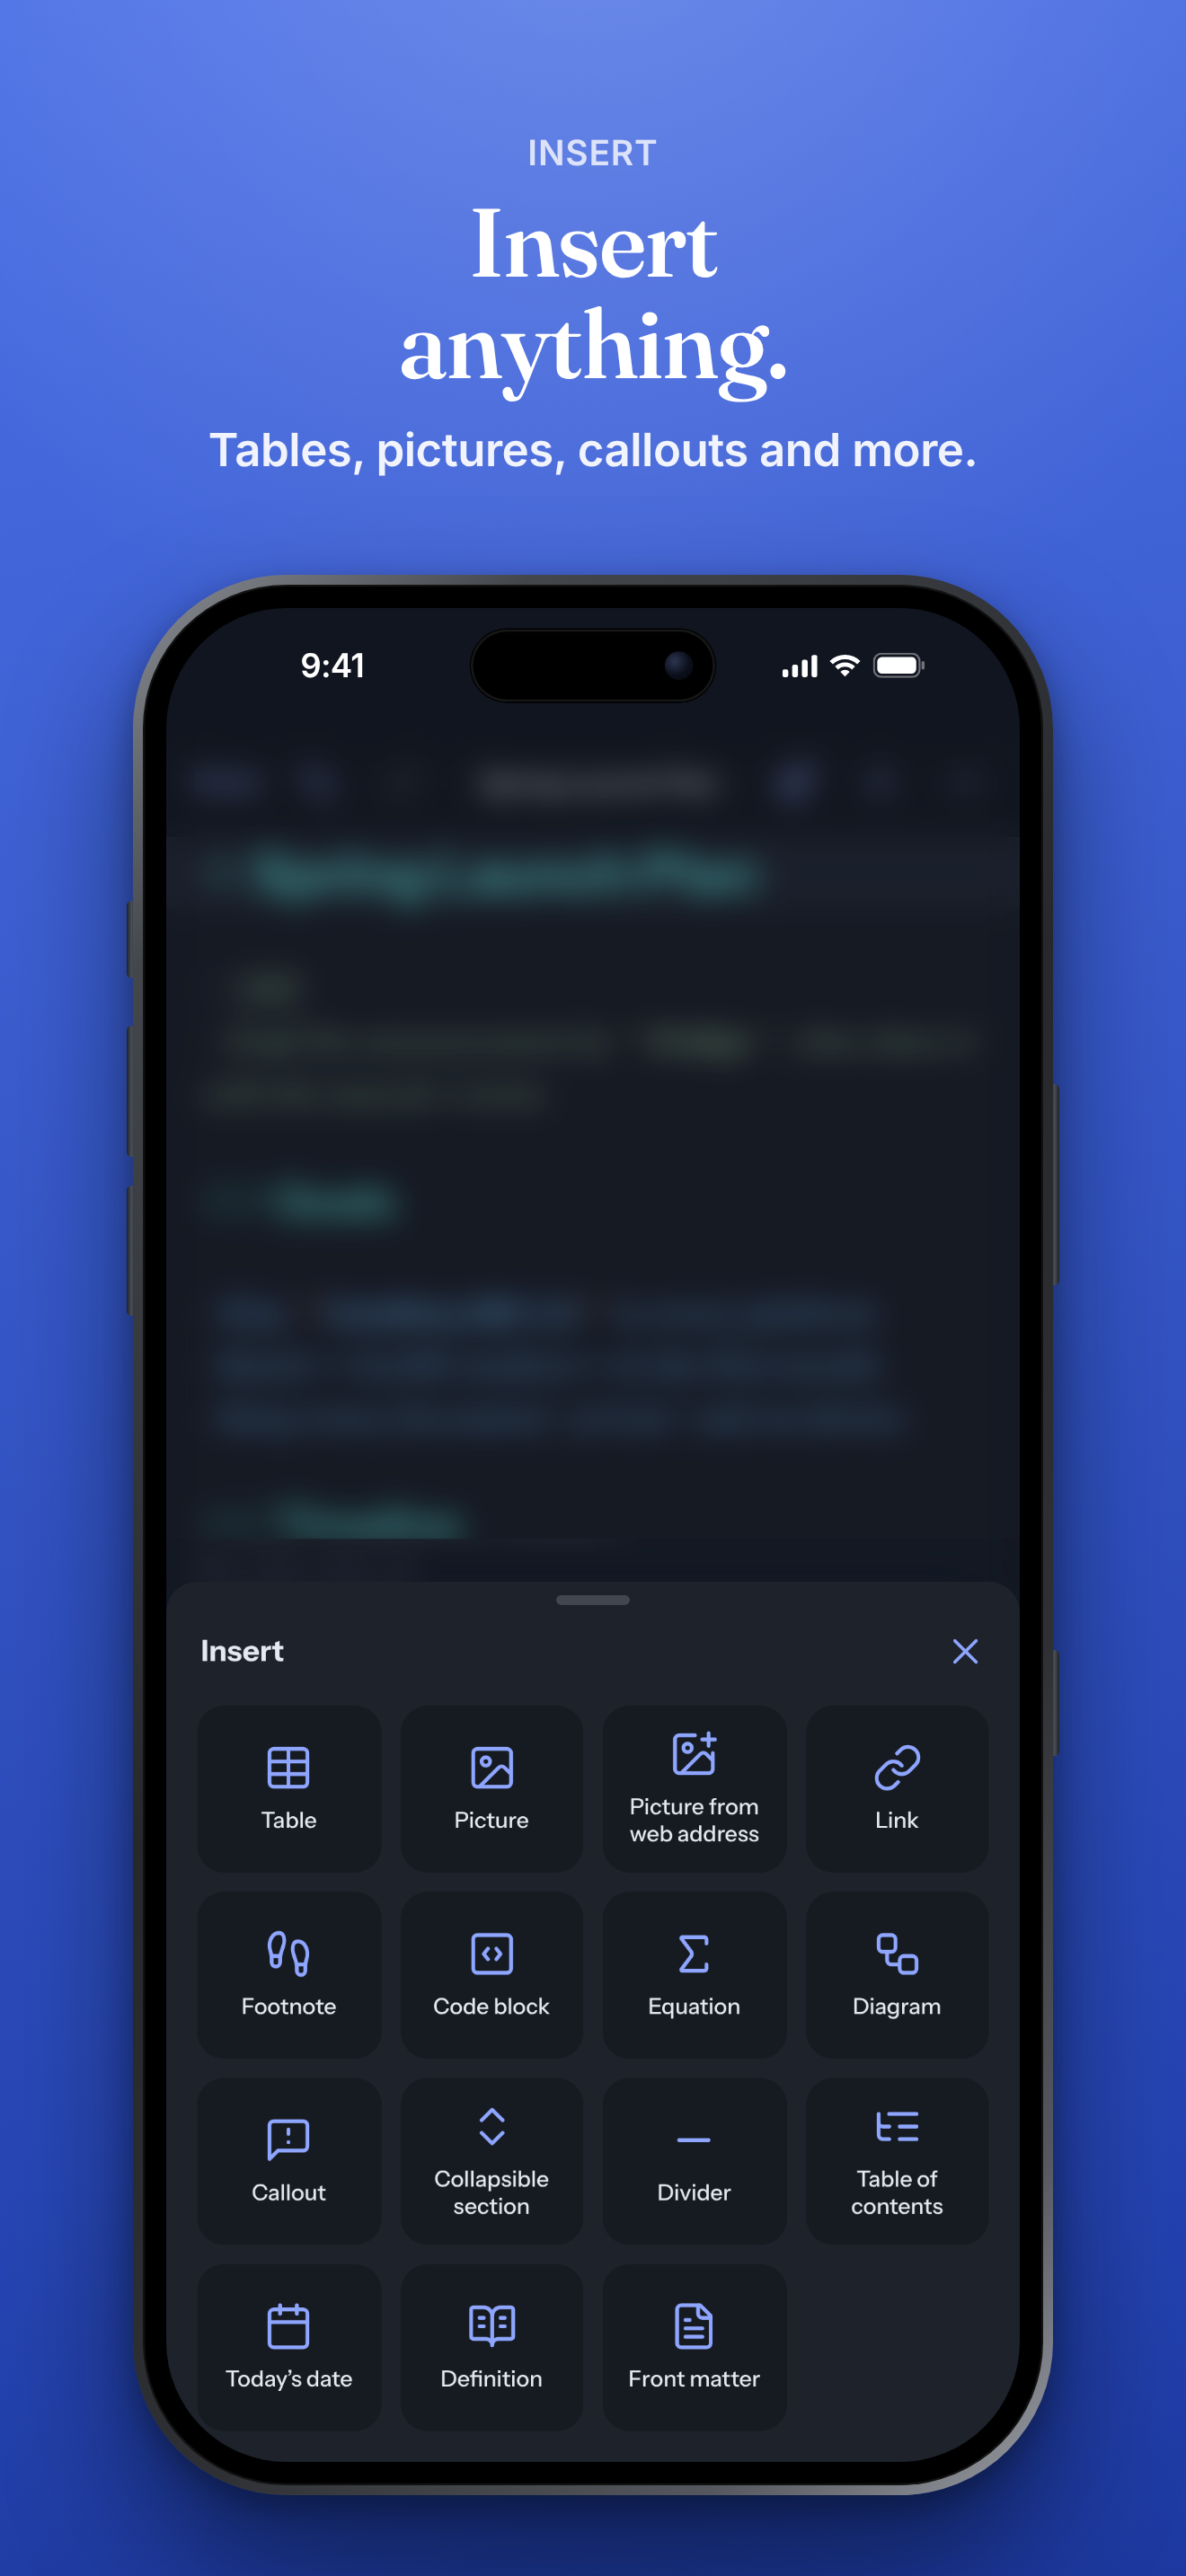 INSERT
Insert
anything.
Tables, pictures, callouts and more.
9:41
Insert
Table
Picture
Picture from
web address
Link
Footnote
Code block
Equation
Diagram
Callout
Collapsible
section
Divider
Table of
contents
Today’s date
Definition
Front matter